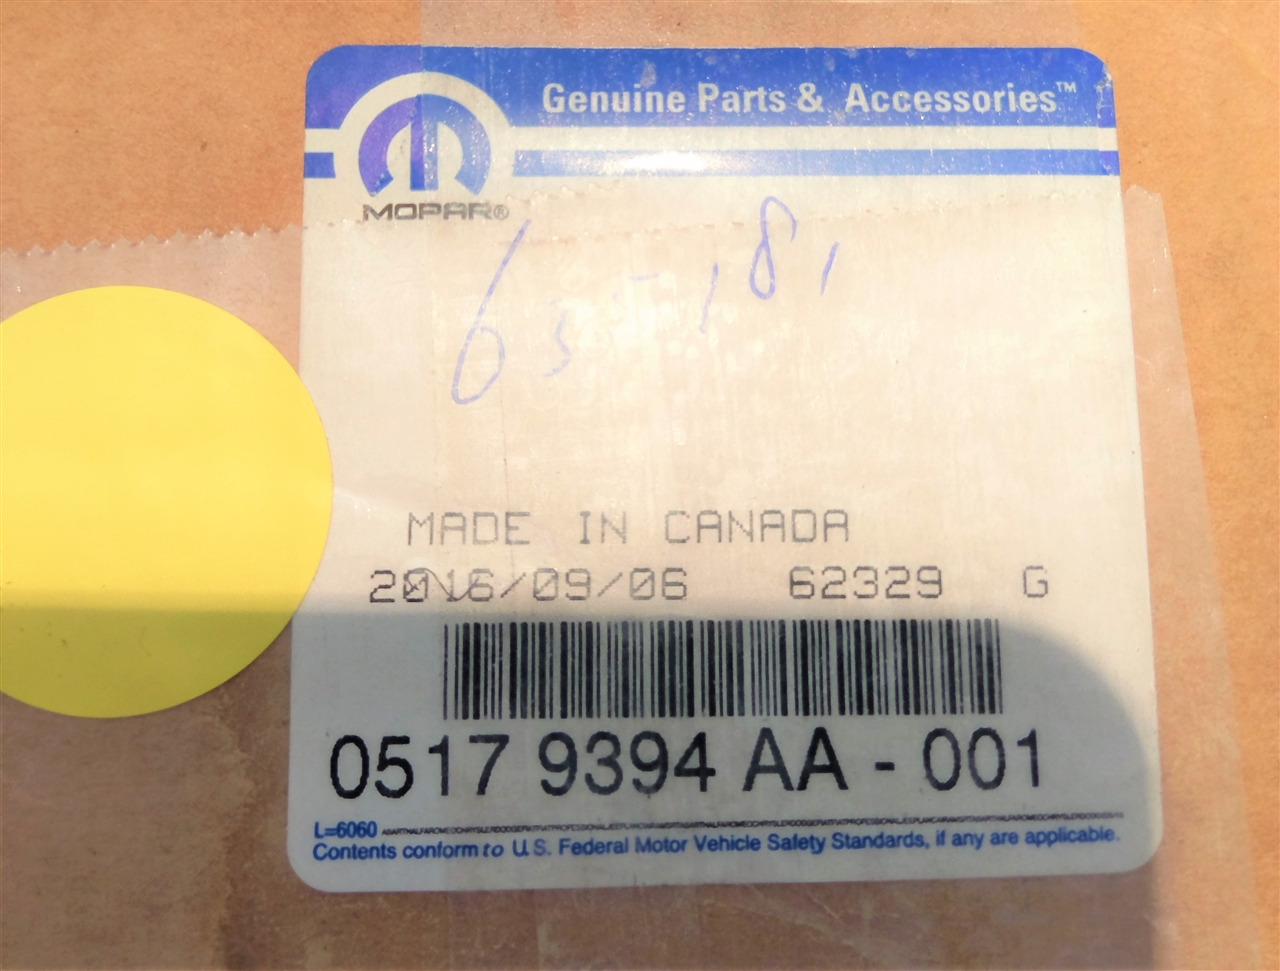 Genuine Parts & Accessories™
MOPAR®
MADE IN CANADA
2016/09/06 62329 G
0517 9394 AA - 001
L=6060
Contents conform to U.S. Federal Motor Vehicle Safety Standards, if any are applicable.